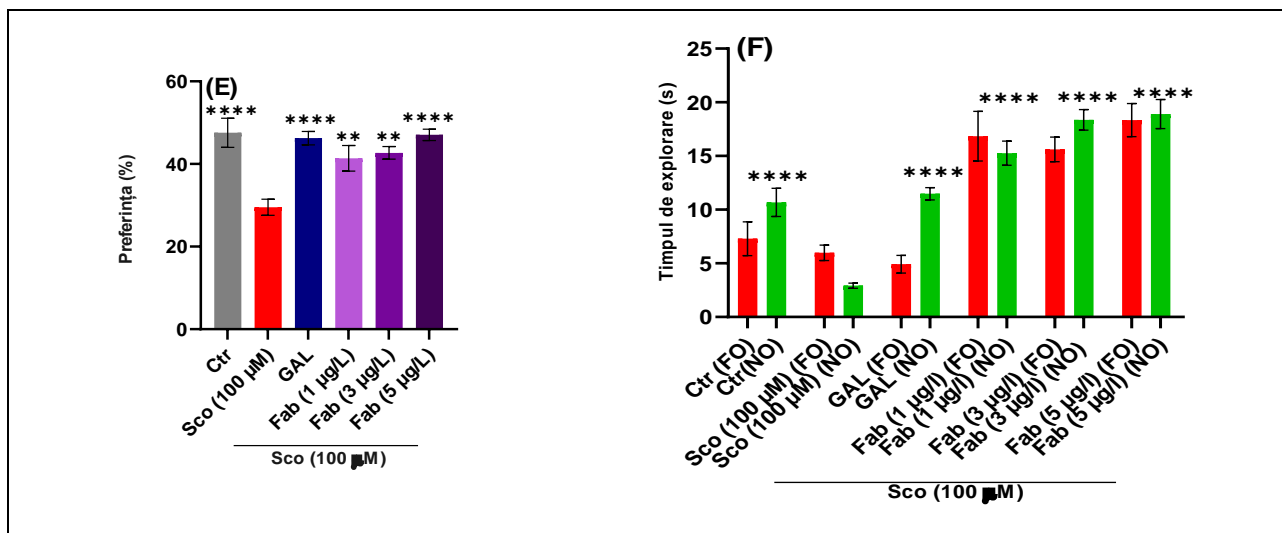 (E)
Preferința (%)
60
40
20
0
****
****
**
**
****
Ctr
Sco (100 µM)
GAL
Fab (1 µg/L)
Fab (3 µg/L)
Fab (5 µg/L)
Sco (100 µM)
(F)
Timpul de explorare (s)
25
20
15
10
5
0
****
****
****
****
****
Ctr (FO)
Ctr(NO)
Sco (100 µM) (FO)
Sco (100 µM) (NO)
GAL (FO)
GAL (NO)
Fab (1 µg/l) (FO)
Fab (1 µg/l) (NO)
Fab (3 µg/l) (FO)
Fab (3 µg/l) (NO)
Fab (5 µg/l) (FO)
Fab (5 µg/l) (NO)
Sco (100 µM)